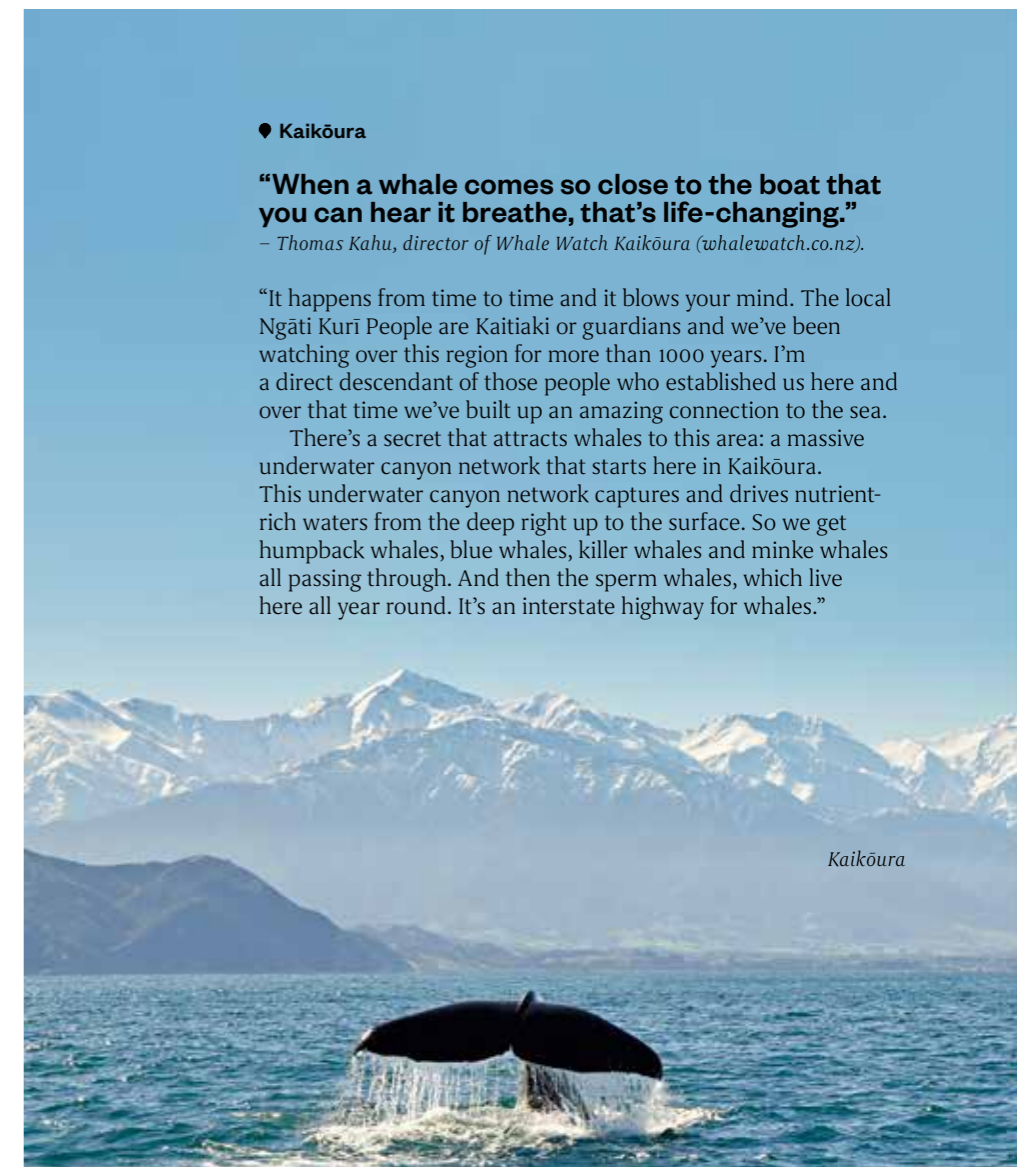 Kaikōura
“When a whale comes so close to the boat that
you can hear it breathe, that’s life-changing.”
– Thomas Kahu, director of Whale Watch Kaikōura (whalewatch.co.nz).
“It happens from time to time and it blows your mind. The local
Ngāti Kurī People are Kaitiaki or guardians and we’ve been
watching over this region for more than 1000 years. I’m
a direct descendant of those people who established us here and
over that time we’ve built up an amazing connection to the sea.
There’s a secret that attracts whales to this area: a massive
underwater canyon network that starts here in Kaikōura.
This underwater canyon network captures and drives nutrient-
rich waters from the deep right up to the surface. So we get
humpback whales, blue whales, killer whales and minke whales
all passing through. And then the sperm whales, which live
here all year round. It’s an interstate highway for whales.”
Kaikōura